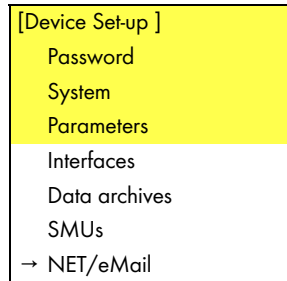 [Device Set-up ]
Password
System
Parameters
Interfaces
Data archives
SMUs
→ NET/eMail